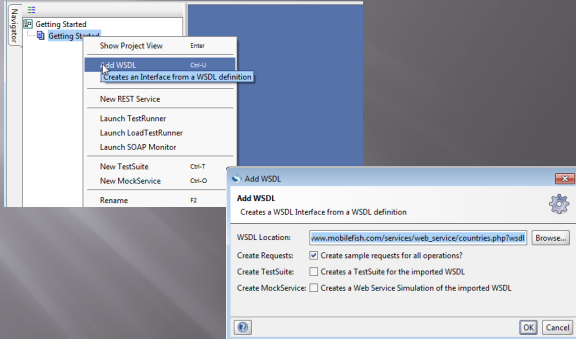 Navigator
Getting Started
Getting Started
Show Project View Enter
Add WSDL Ctrl-U
Creates an Interface from a WSDL definition
New REST Service
Launch TestRunner
Launch LoadTestRunner
Launch SOAP Monitor
New TestSuite Ctrl-T
New MockService Ctrl-O
Rename F2
Add WSDL
Add WSDL
Creates a WSDL Interface from a WSDL definition
WSDL Location: www.mobilefish.com/services/web_service/countries.php?wsdl Browse...
Create Requests: Create sample requests for all operations?
Create TestSuite: Creates a TestSuite for the imported WSDL
Create MockService: Creates a Web Service Simulation of the imported WSDL
OK Cancel